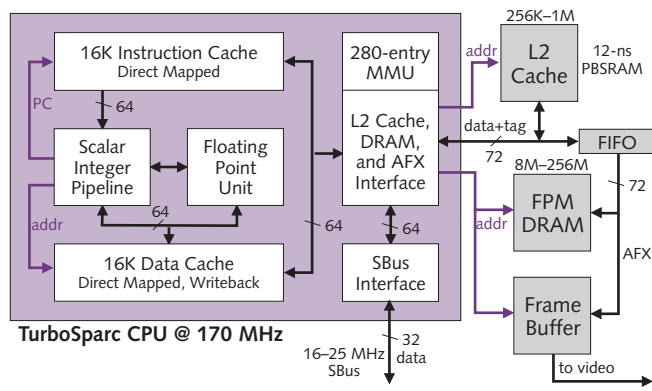 256K–1M
16K Instruction Cache
Direct Mapped
280-entry
MMU
addr
L2
Cache
12-ns
PBSRAM
PC
64
L2 Cache,
DRAM,
and AFX
Interface
data+tag
72
FIFO
Scalar
Integer
Pipeline
Floating
Point
Unit
8M–256M
72
FPM
DRAM
addr
64
64
64
addr
AFX
16K Data Cache
Direct Mapped, Writeback
SBus
Interface
Frame
Buffer
TurboSparc CPU @ 170 MHz
16–25 MHz
SBus
32
data
to video